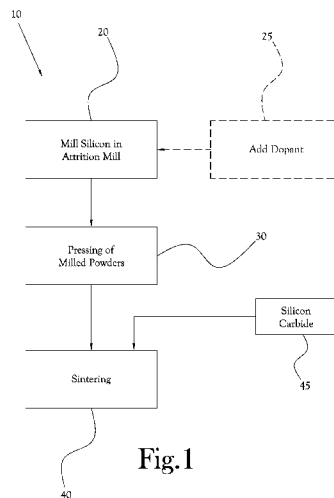 10
20
25
Mill Silicon in
Attrition Mill
Add Dopant
Pressing of
Milled Powders
30
Silicon
Carbide
45
Sintering
40
Fig.1